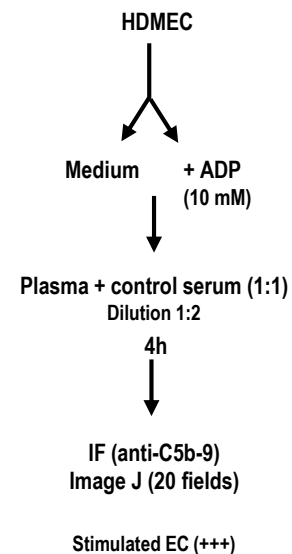 HDMEC
Medium + ADP
(10 mM)
Plasma + control serum (1:1)
Dilution 1:2
4h
IF (anti-C5b-9)
Image J (20 fields)
Stimulated EC (+++)